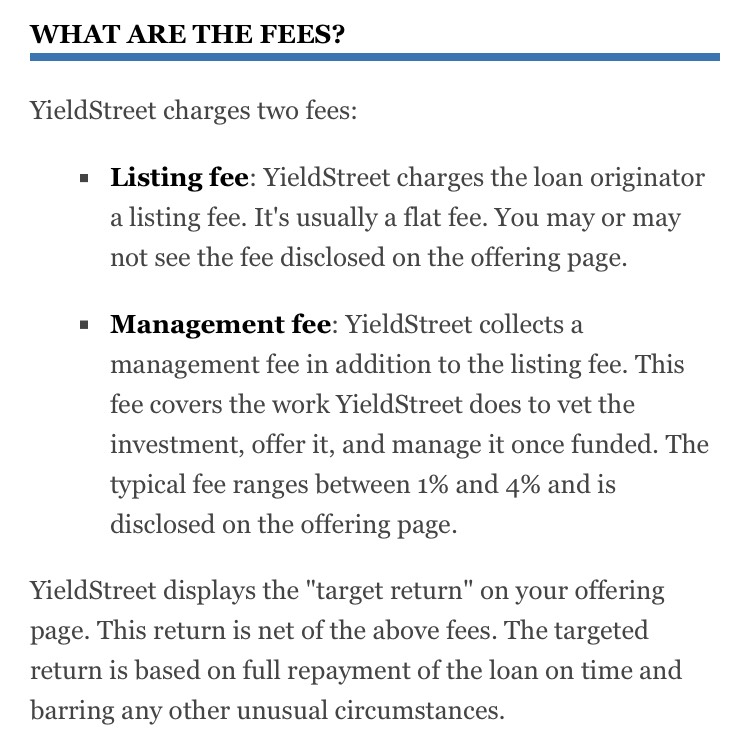 WHAT ARE THE FEES?
YieldStreet charges two fees:
▪ Listing fee: YieldStreet charges the loan originator
a listing fee. It's usually a flat fee. You may or may
not see the fee disclosed on the offering page.
▪ Management fee: YieldStreet collects a
management fee in addition to the listing fee. This
fee covers the work YieldStreet does to vet the
investment, offer it, and manage it once funded. The
typical fee ranges between 1% and 4% and is
disclosed on the offering page.
YieldStreet displays the "target return" on your offering
page. This return is net of the above fees. The targeted
return is based on full repayment of the loan on time and
barring any other unusual circumstances.